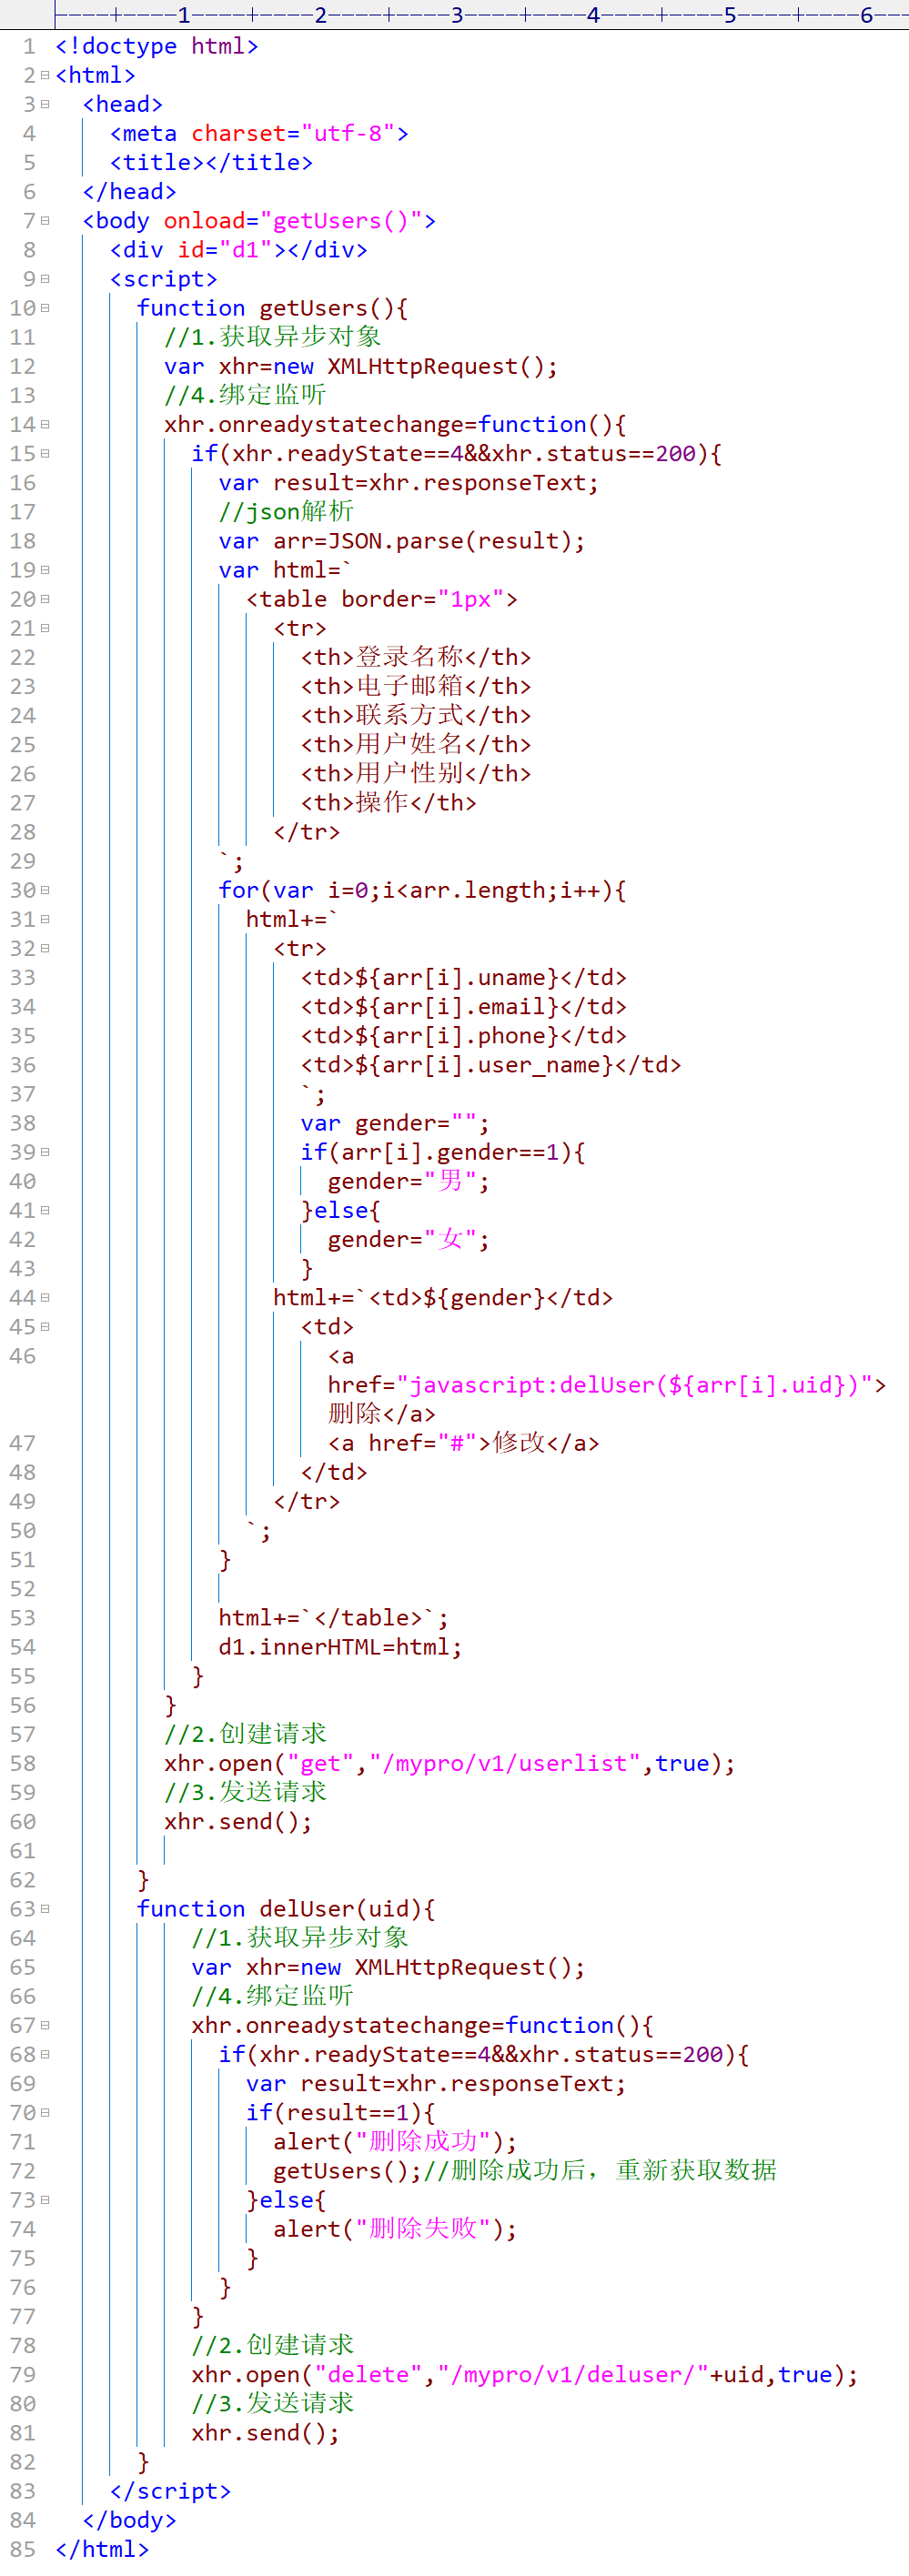 ----+----1----+----2----+----3----+----4----+----5----+----6---
1 <!doctype html>
2 <html>
3   <head>
4     <meta charset="utf-8">
5     <title></title>
6   </head>
7   <body onload="getUsers()">
8     <div id="d1"></div>
9     <script>
10       function getUsers(){
11         //1.获取异步对象
12         var xhr=new XMLHttpRequest();
13         //4.绑定监听
14         xhr.onreadystatechange=function(){
15           if(xhr.readyState==4&&xhr.status==200){
16             var result=xhr.responseText;
17             //json解析
18             var arr=JSON.parse(result);
19             var html=`
20               <table border="1px">
21                 <tr>
22                   <th>登录名称</th>
23                   <th>电子邮箱</th>
24                   <th>联系方式</th>
25                   <th>用户姓名</th>
26                   <th>用户性别</th>
27                   <th>操作</th>
28                 </tr>
29             `;
30             for(var i=0;i<arr.length;i++){
31               html+=`
32                 <tr>
33                   <td>${arr[i].uname}</td>
34                   <td>${arr[i].email}</td>
35                   <td>${arr[i].phone}</td>
36                   <td>${arr[i].user_name}</td>
37                   `;
38                   var gender="";
39                   if(arr[i].gender==1){
40                     gender="男";
41                   }else{
42                     gender="女";
43                   }
44                 html+=`<td>${gender}</td>
45                   <td>
46                     <a
                     href="javascript:delUser(${arr[i].uid})">
                     删除</a>
47                     <a href="#">修改</a>
48                   </td>
49                 </tr>
50               `;
51             }
52
53             html+=`</table>`;
54             d1.innerHTML=html;
55           }
56         }
57         //2.创建请求
58         xhr.open("get","/mypro/v1/userlist",true);
59         //3.发送请求
60         xhr.send();
61
62       }
63       function delUser(uid){
64           //1.获取异步对象
65           var xhr=new XMLHttpRequest();
66           //4.绑定监听
67           xhr.onreadystatechange=function(){
68             if(xhr.readyState==4&&xhr.status==200){
69               var result=xhr.responseText;
70               if(result==1){
71                 alert("删除成功");
72                 getUsers();//删除成功后，重新获取数据
73               }else{
74                 alert("删除失败");
75               }
76             }
77           }
78           //2.创建请求
79           xhr.open("delete","/mypro/v1/deluser/"+uid,true);
80           //3.发送请求
81           xhr.send();
82       }
83     </script>
84   </body>
85 </html>